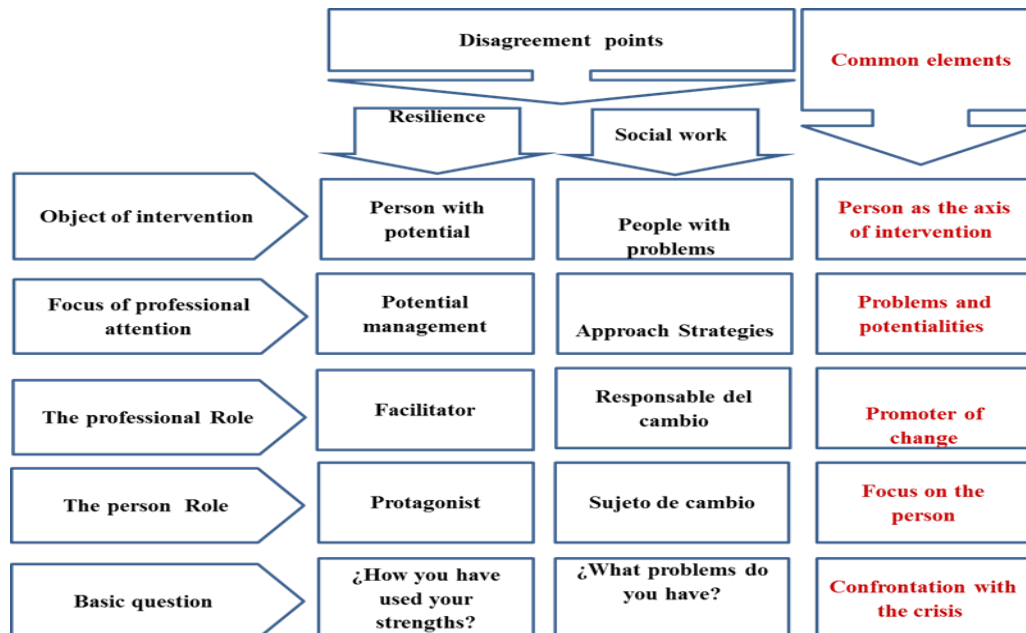 Disagreement points
Common elements
Resilience
Social work
Object of intervention
Person with
potential
People with
problems
Person as the axis
of intervention
Focus of professional
attention
Potential
management
Approach Strategies
Problems and
potentialities
The professional Role
Facilitator
Responsable del
cambio
Promoter of
change
The person Role
Protagonist
Sujeto de cambio
Focus on the
person
Basic question
¿How you have
used your
strengths?
¿What problems do
you have?
Confrontation with
the crisis